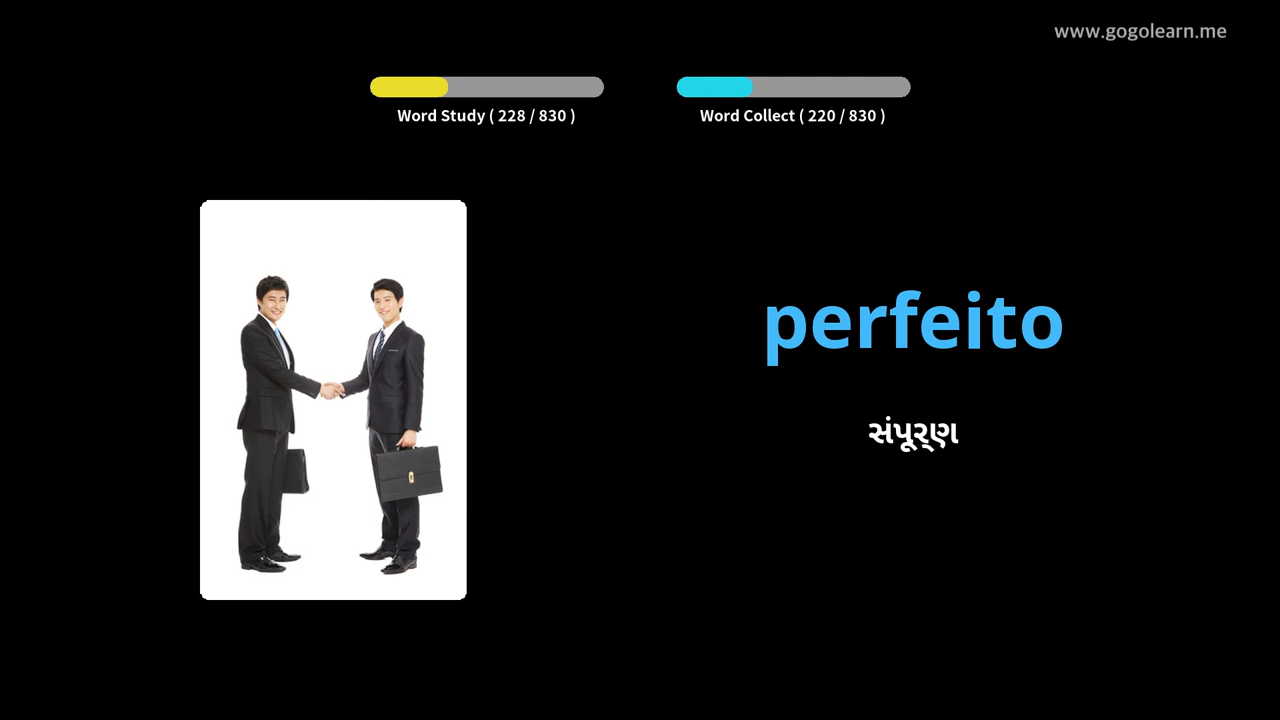 www.gogolearn.me
Word Study ( 228 / 830 )
Word Collect ( 220 / 830 )
perfeito
સંપૂર્ણ